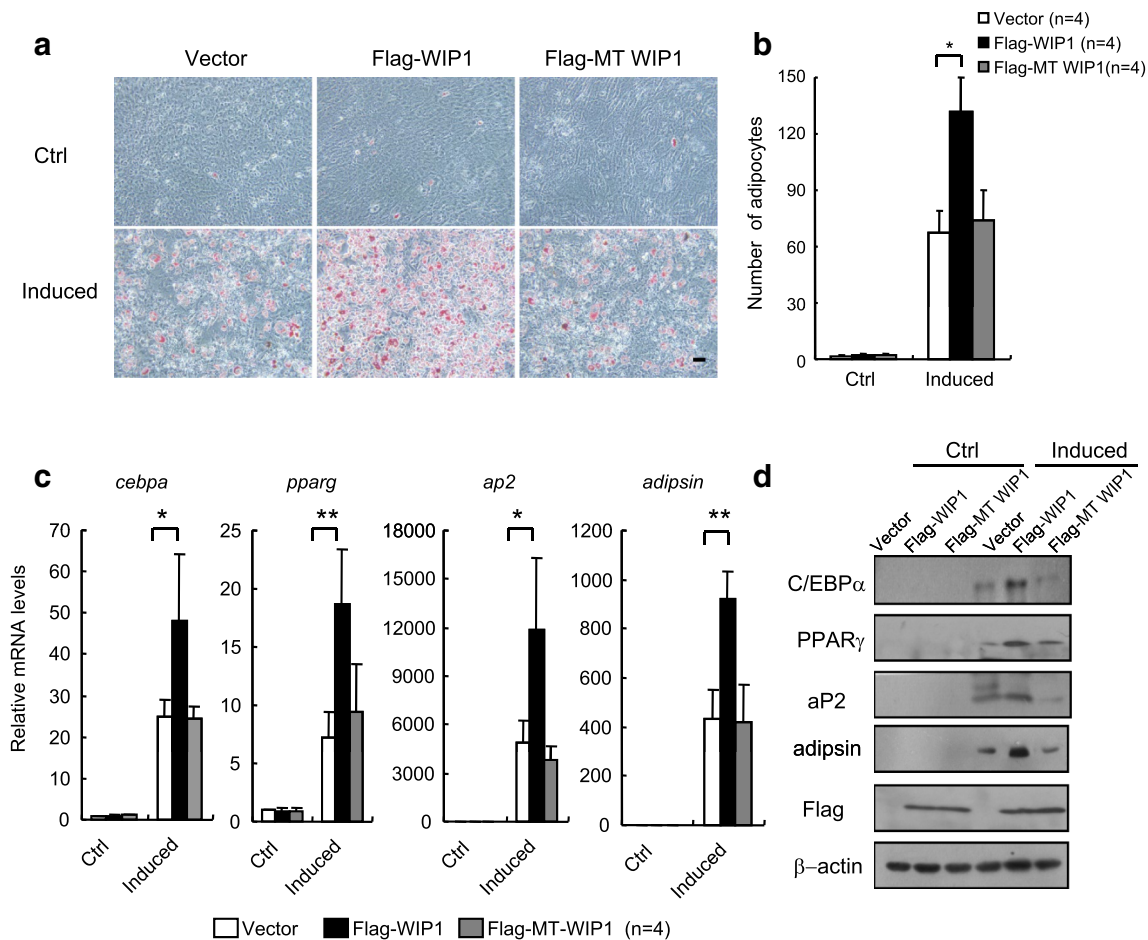 a
Vector
Flag-WIP1
Flag-MT WIP1
Ctrl
Induced
b
Vector (n=4)
Flag-WIP1 (n=4)
Flag-MT WIP1(n=4)
*
150
120
90
60
30
0
Number of adipocytes
Ctrl
Induced
c
Relative mRNA levels
cebpa
*
70
60
50
40
30
20
10
0
Ctrl
Induced
pparg
**
25
20
15
10
5
0
Ctrl
Induced
ap2
*
18000
15000
12000
9000
6000
3000
0
Ctrl
Induced
adipsin
**
1200
1000
800
600
400
200
0
Ctrl
Induced
Vector
Flag-WIP1
Flag-MT-WIP1 (n=4)
d
Ctrl
Induced
Vector
Flag-WIP1
Flag-MT WIP1
Vector
Flag-WIP1
Flag-MT WIP1
C/EBPα
PPARγ
aP2
adipsin
Flag
β–actin